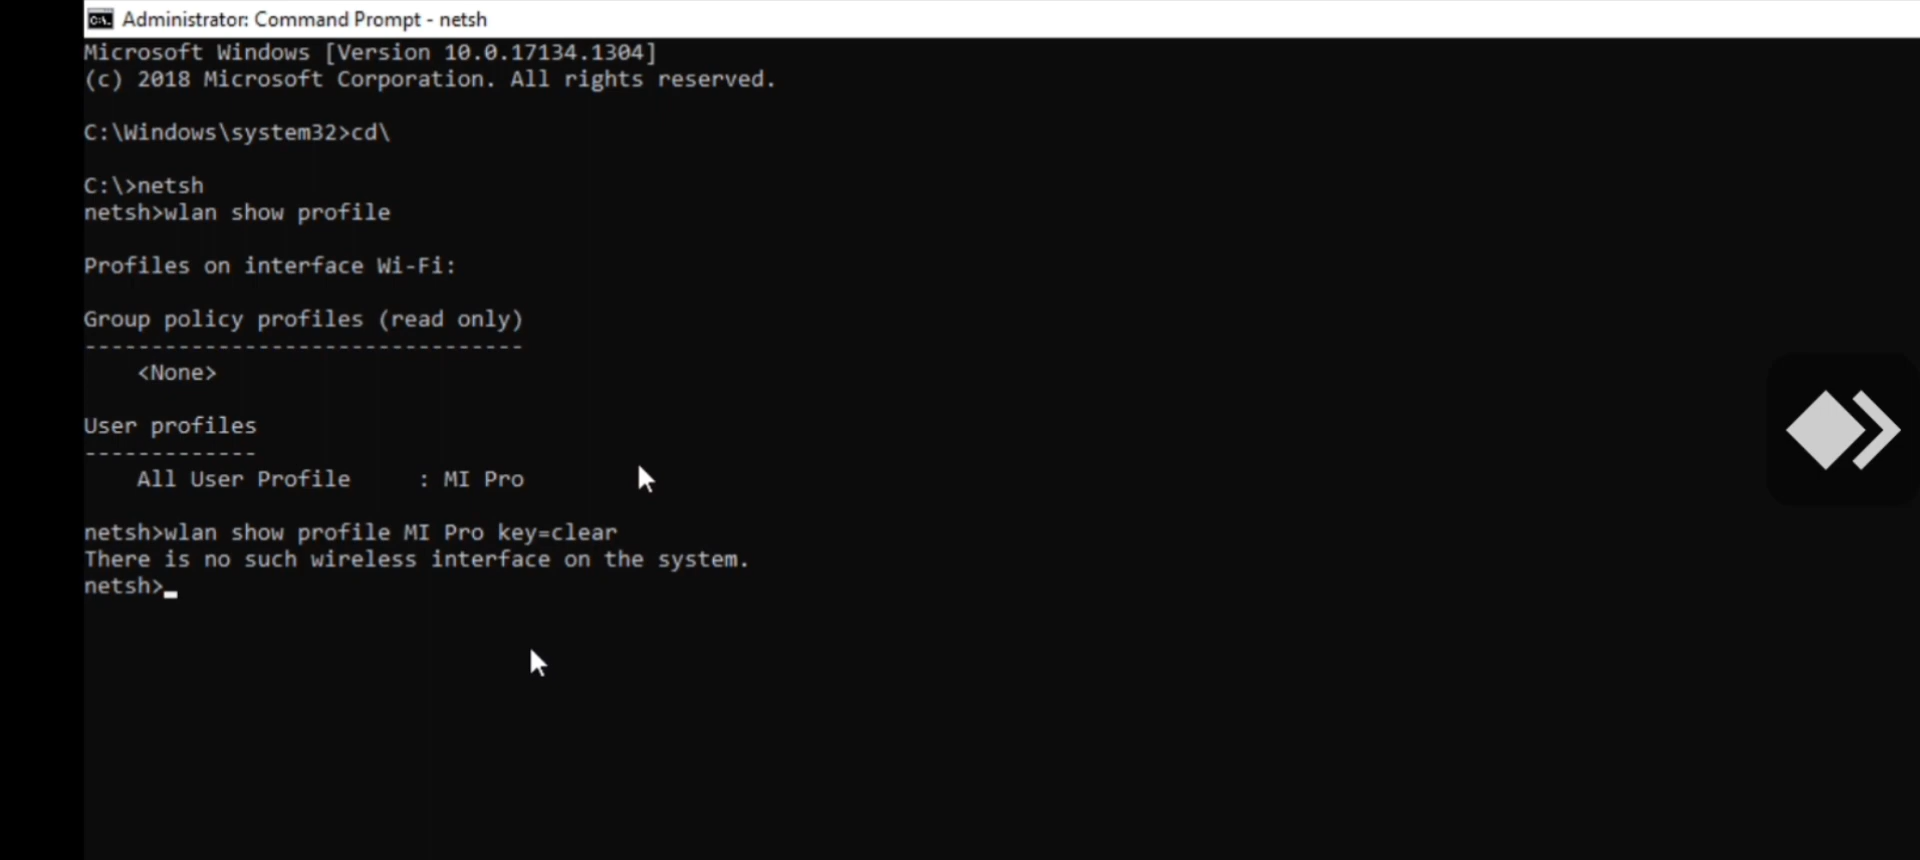 Administrator: Command Prompt - netsh
Microsoft Windows [Version 10.0.17134.1304]
(c) 2018 Microsoft Corporation. All rights reserved.
C:\Windows\system32>cd\
C:\>netsh
netsh>wlan show profile
Profiles on interface Wi-Fi:
Group policy profiles (read only)
---------------------------------
    <None>
User profiles
-------------
    All User Profile     : MI Pro
netsh>wlan show profile MI Pro key=clear
There is no such wireless interface on the system.
netsh>